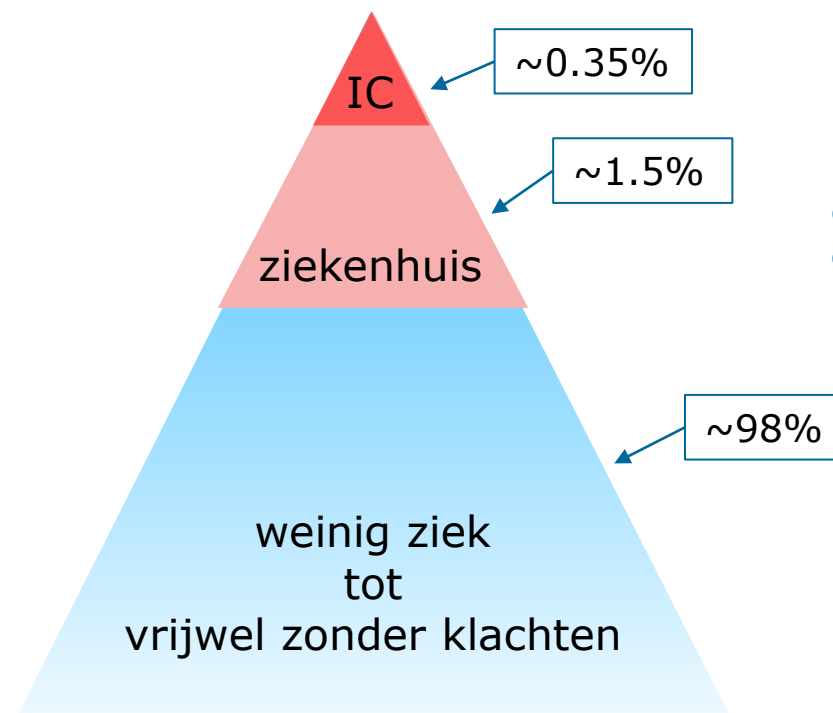 IC
~0.35%
~1.5%
ziekenhuis
~98%
weinig ziek
tot
vrijwel zonder klachten